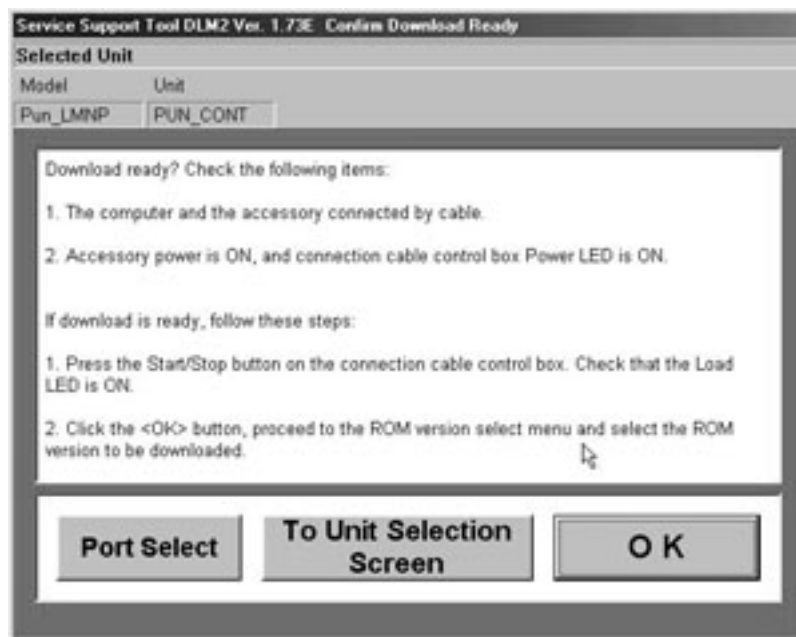 Service Support Tool DLM2 Ver. 1.73E Confirm Download Ready
Selected Unit
Model Unit
Pun_LMNP PUN_CONT
Download ready? Check the following items:
1. The computer and the accessory connected by cable.
2. Accessory power is ON, and connection cable control box Power LED is ON.
If download is ready, follow these steps:
1. Press the Start/Stop button on the connection cable control box. Check that the Load
LED is ON.
2. Click the <OK> button, proceed to the ROM version select menu and select the ROM
version to be downloaded.
Port Select
To Unit Selection
Screen
O K